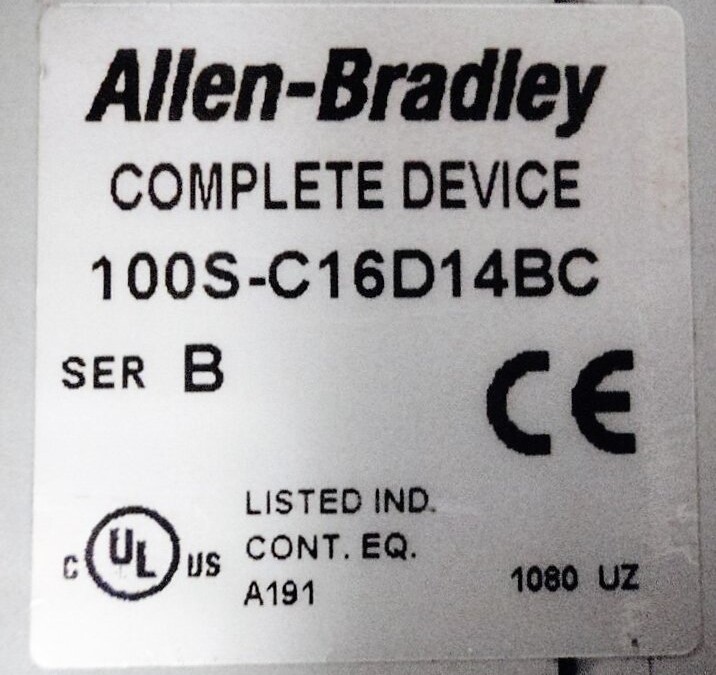 Allen-Bradley
COMPLETE DEVICE
100S-C16D14BC
SER B
CE
LISTED IND.
C UL US CONT. EQ.
A191
1080 UZ